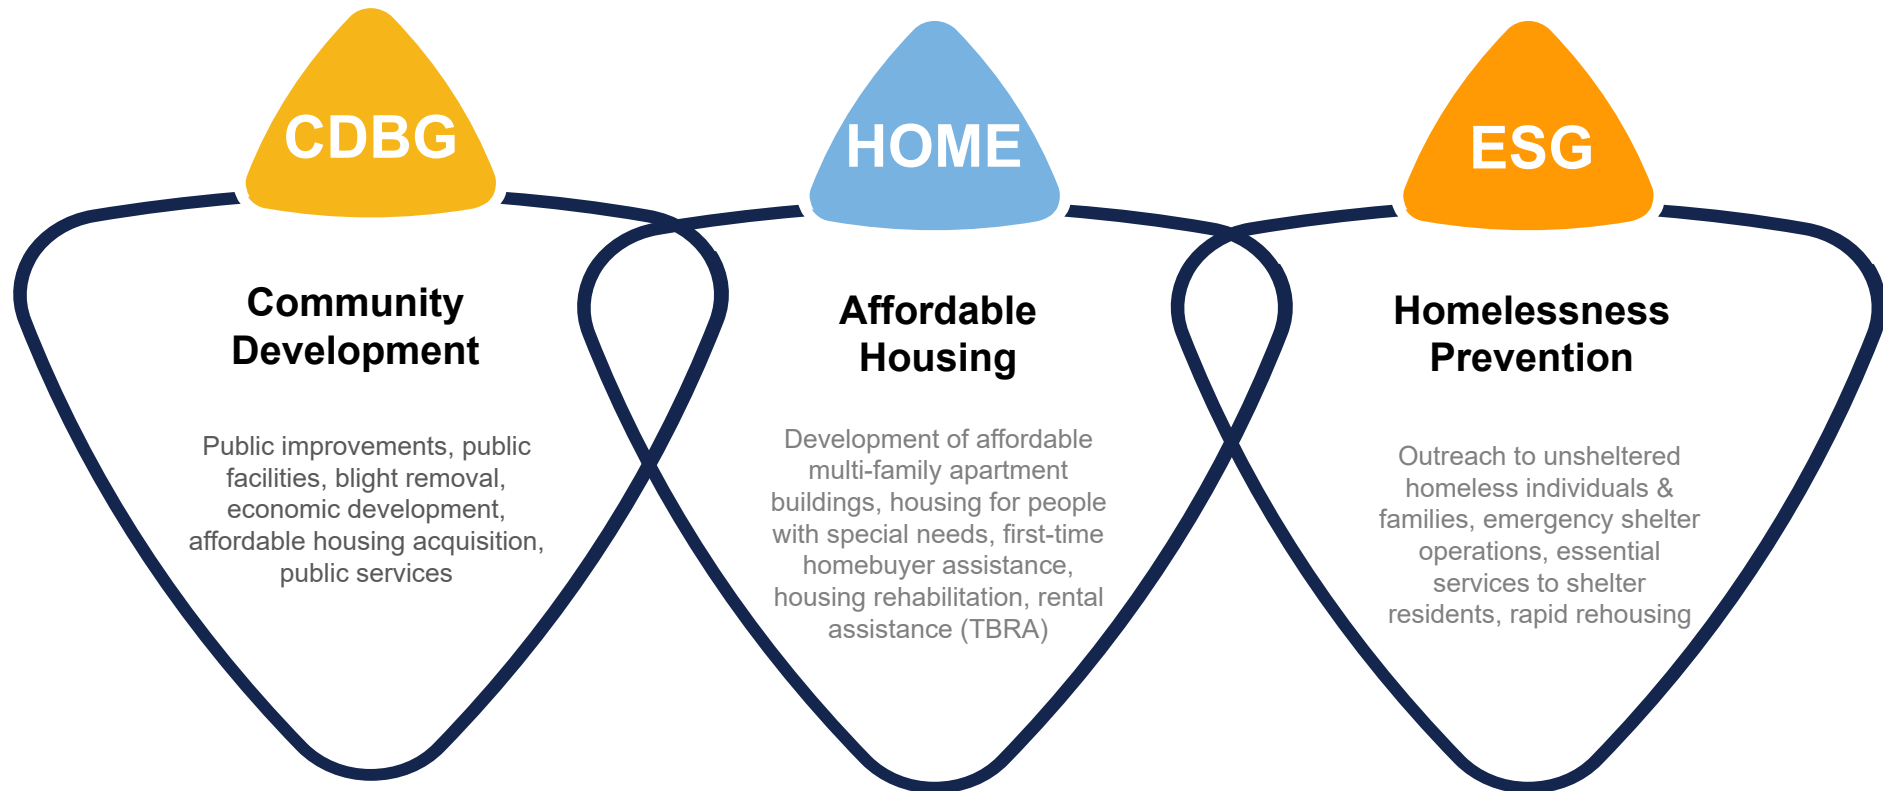 CDBG
Community
Development
Public improvements, public
facilities, blight removal,
economic development,
affordable housing acquisition,
public services
HOME
Affordable
Housing
Development of affordable
multi-family apartment
buildings, housing for people
with special needs, first-time
homebuyer assistance,
housing rehabilitation, rental
assistance (TBRA)
ESG
Homelessness
Prevention
Outreach to unsheltered
homeless individuals &
families, emergency shelter
operations, essential
services to shelter
residents, rapid rehousing